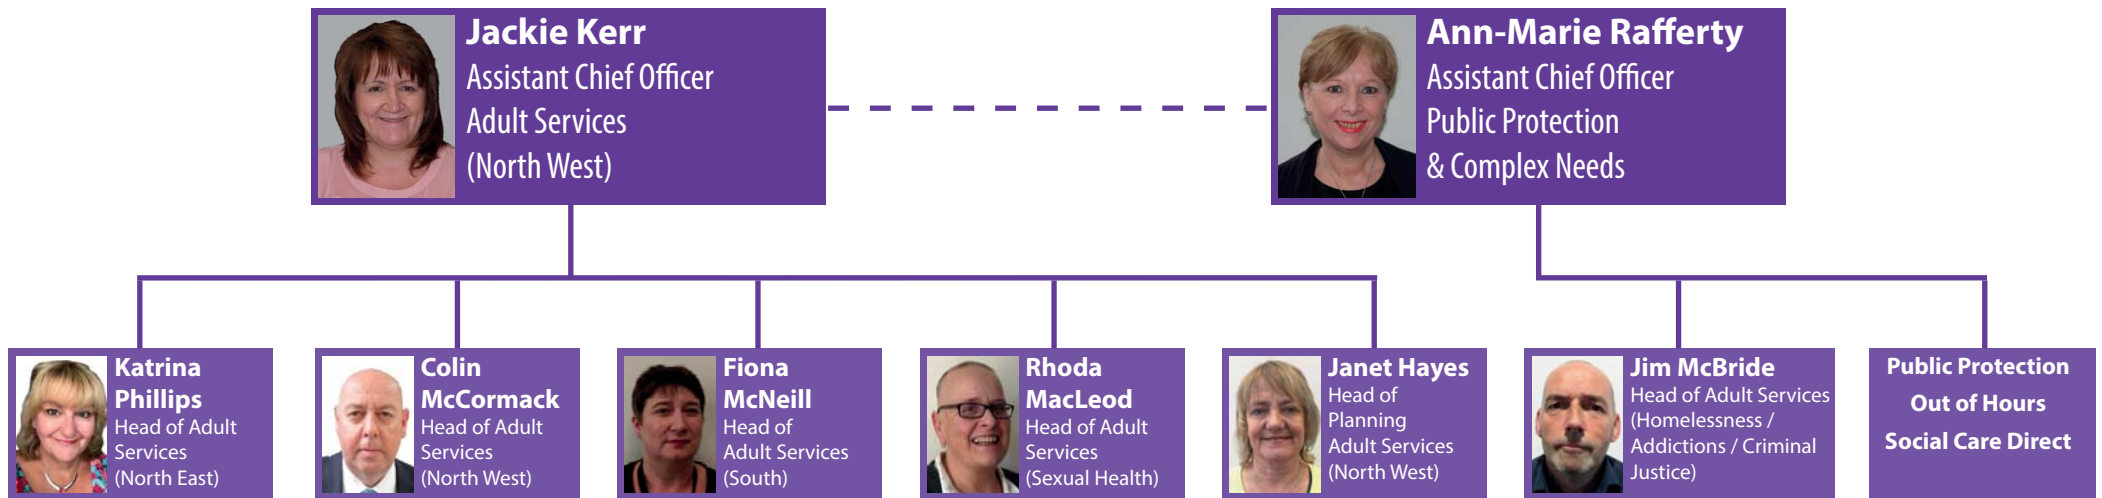 Jackie Kerr
Assistant Chief Officer
Adult Services
(North West)
Ann-Marie Rafferty
Assistant Chief Officer
Public Protection
& Complex Needs
Katrina
Phillips
Head of Adult
Services
(North East)
Colin
McCormack
Head of Adult
Services
(North West)
Fiona
McNeill
Head of
Adult Services
(South)
Rhoda
MacLeod
Head of Adult
Services
(Sexual Health)
Janet Hayes
Head of
Planning
Adult Services
(North West)
Jim McBride
Head of Adult Services
(Homelessness /
Addictions / Criminal
Justice)
Public Protection
Out of Hours
Social Care Direct